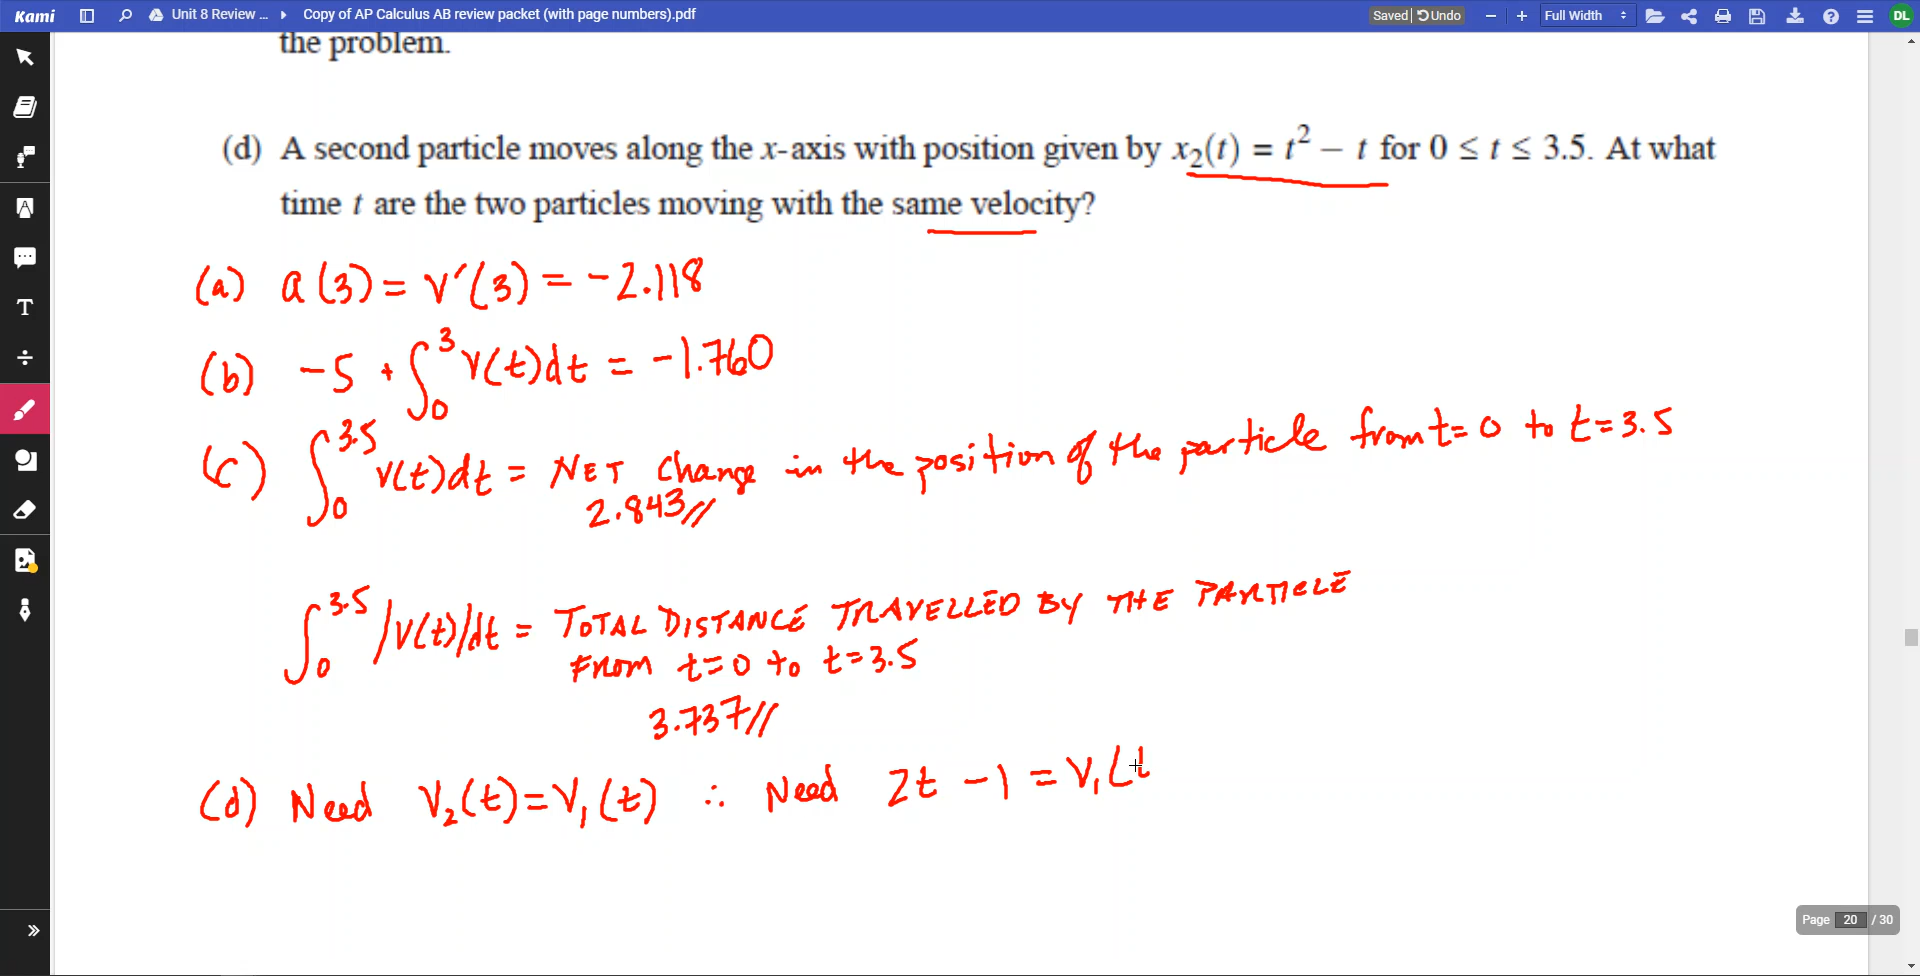 Kami Unit 8 Review ... Copy of AP Calculus AB review packet (with page numbers).pdf Saved Undo Full Width DL
the problem.
(d) A second particle moves along the x-axis with position given by x₂(t) = t² − t for 0 ≤ t ≤ 3.5. At what
time t are the two particles moving with the same velocity?
(a) a(3) = v'(3) = -2.118
(b) -5 + ∫₀³ v(t)dt = -1.760
(c) ∫₀^3.5 v(t)dt = NET change in the position of the particle from t=0 to t=3.5
2.843//
∫₀^3.5 |v(t)|dt = TOTAL DISTANCE TRAVELLED BY THE PARTICLE
FROM t=0 to t=3.5
3.737//
(d) Need V₂(t)=V₁(t) ∴ Need 2t -1 = V₁(t
Page 20 / 30